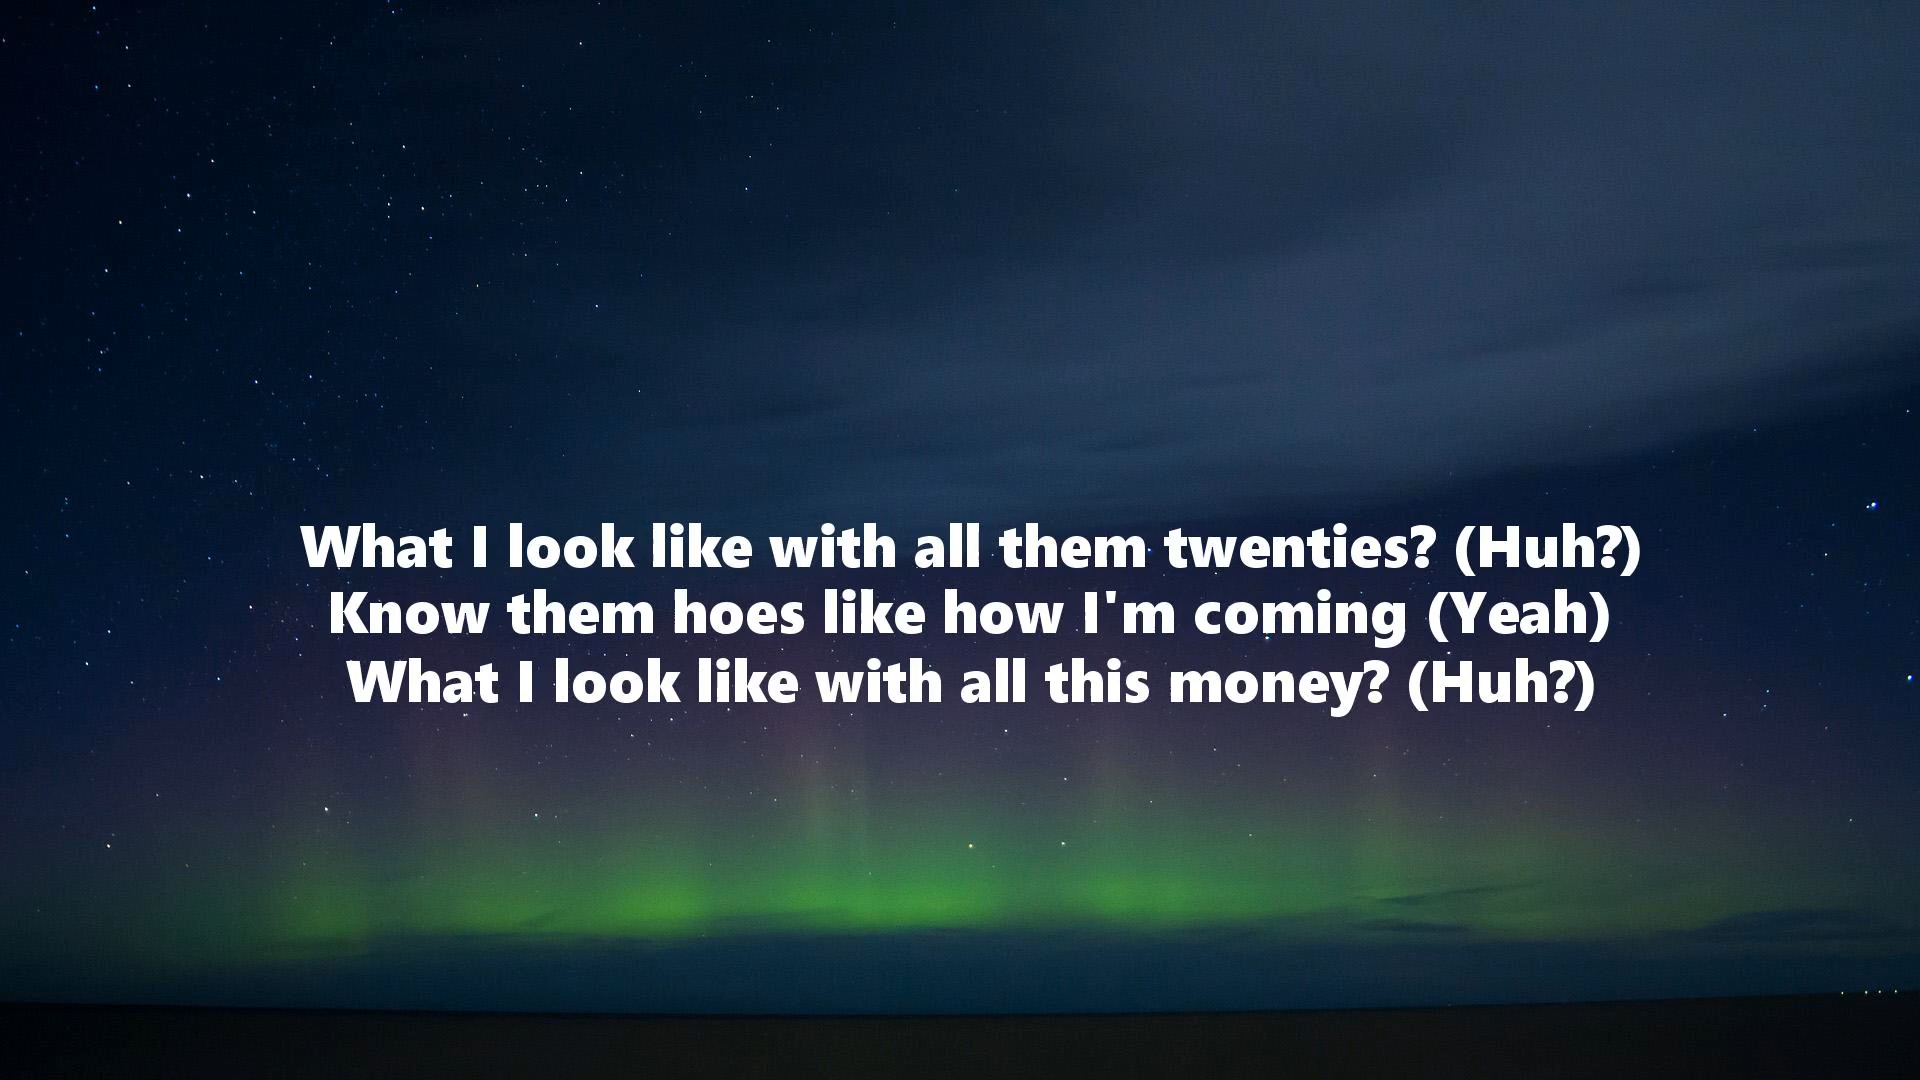 What I look like with all them twenties? (Huh?)
Know them hoes like how I'm coming (Yeah)
What I look like with all this money? (Huh?)